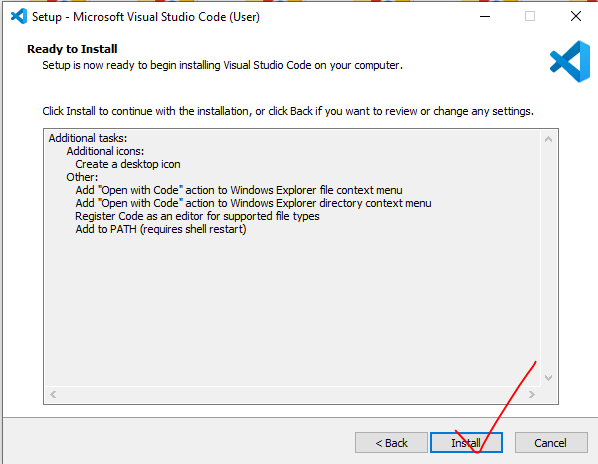 Setup - Microsoft Visual Studio Code (User)
Ready to Install
Setup is now ready to begin installing Visual Studio Code on your computer.
Click Install to continue with the installation, or click Back if you want to review or change any settings.
Additional tasks:
Additional icons:
Create a desktop icon
Other:
Add "Open with Code" action to Windows Explorer file context menu
Add "Open with Code" action to Windows Explorer directory context menu
Register Code as an editor for supported file types
Add to PATH (requires shell restart)
< Back Install Cancel